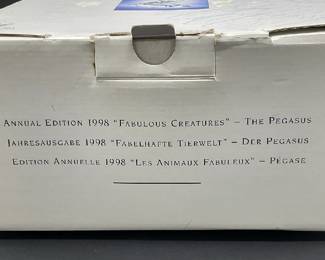 Annual Edition 1998 "Fabulous Creatures" – The Pegasus
Jahresausgabe 1998 "Fabelhafte Tierwelt" – Der Pegasus
Edition Annuelle 1998 "Les Animaux Fabuleux" – Pégase